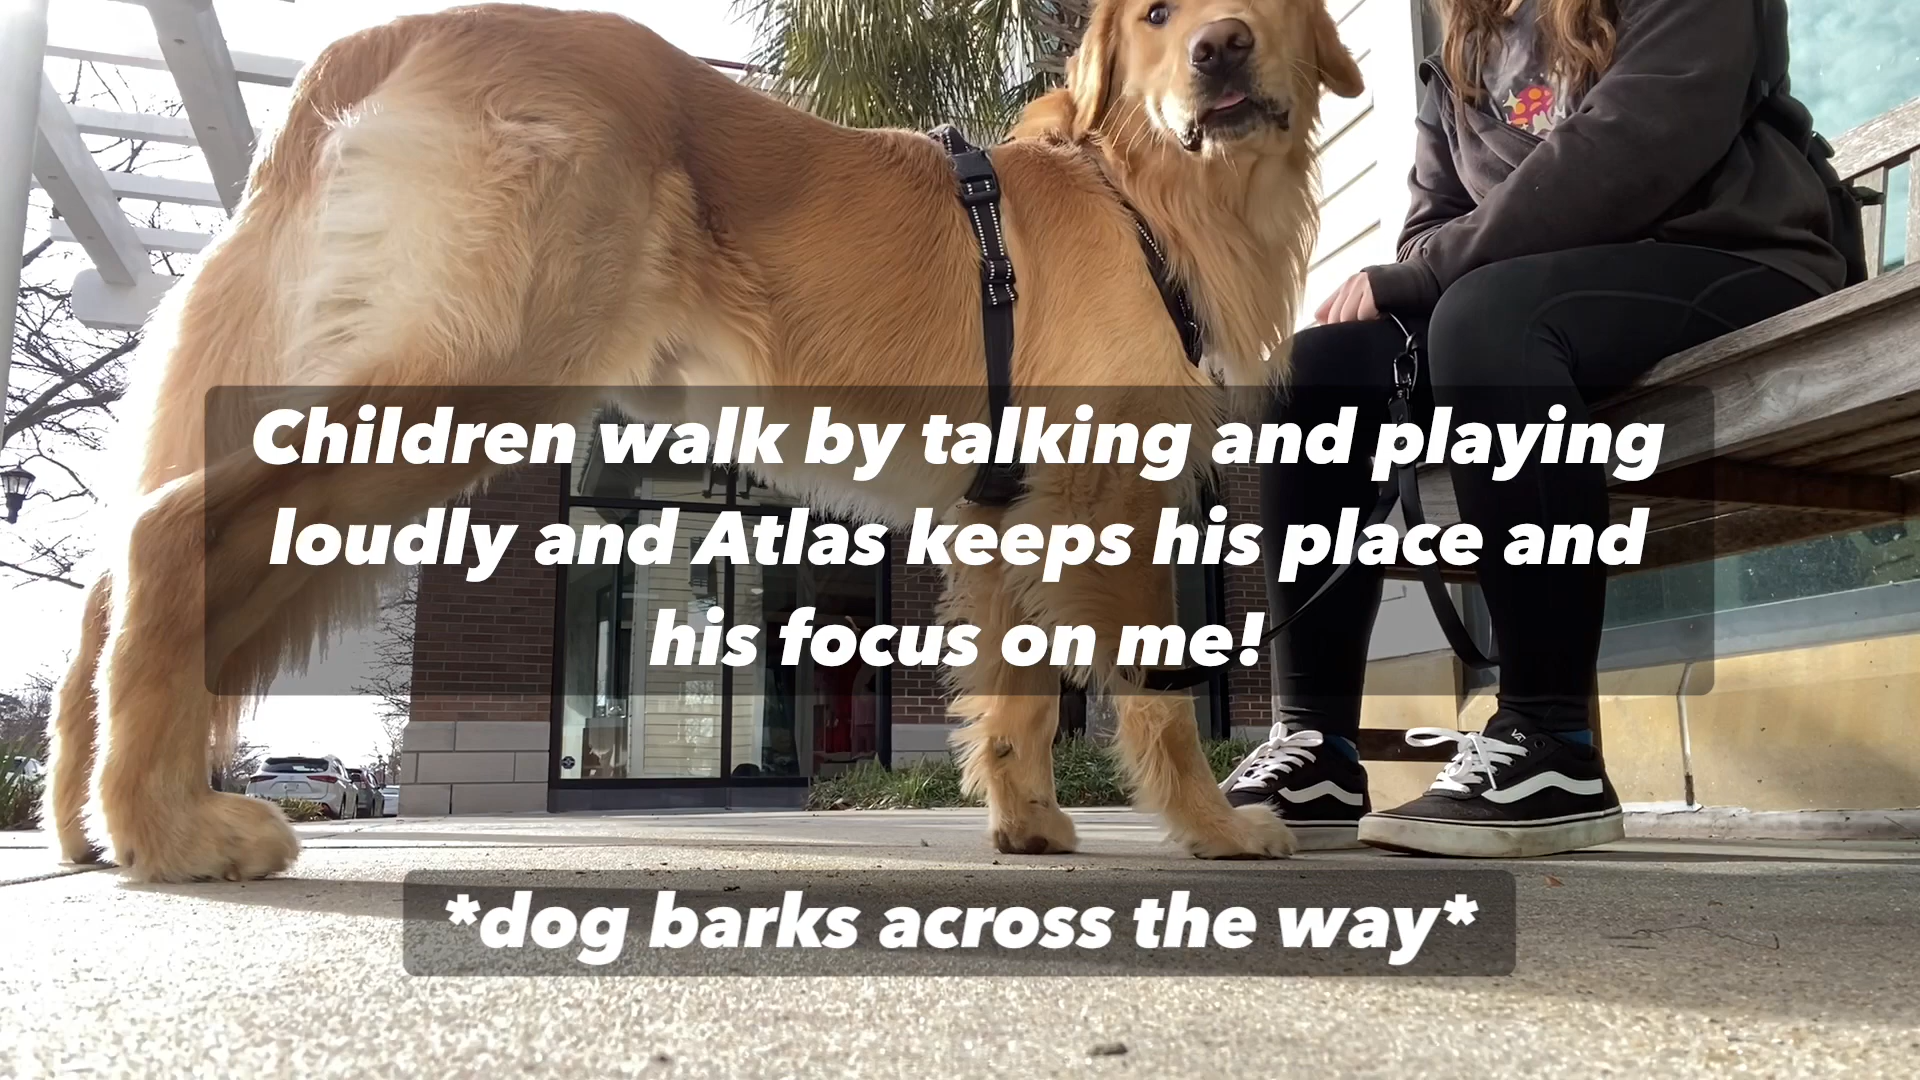 Children walk by talking and playing
loudly and Atlas keeps his place and
his focus on me!
*dog barks across the way*